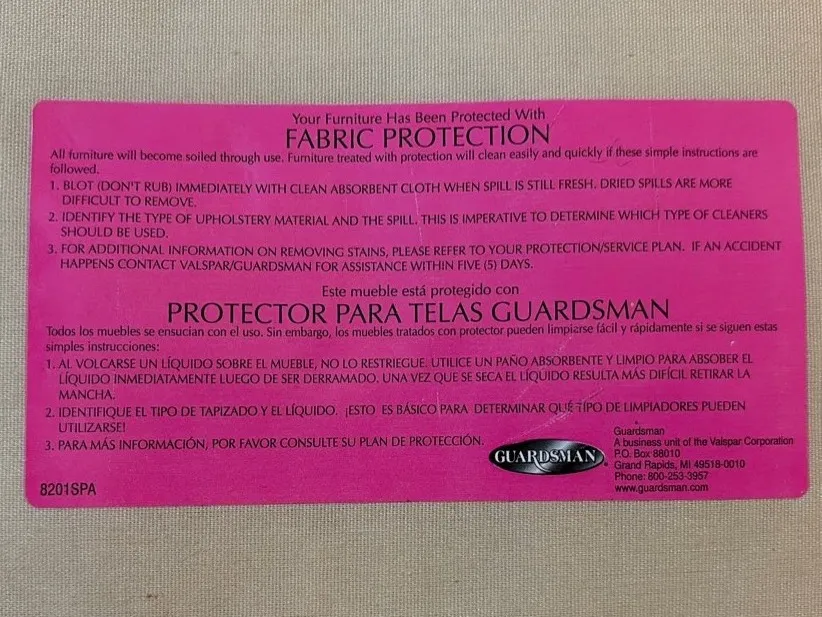 Your Furniture Has Been Protected With
FABRIC PROTECTION
All furniture will become soiled through use. Furniture treated with protection will clean easily and quickly if these simple instructions are
followed.
1. BLOT (DON'T RUB) IMMEDIATELY WITH CLEAN ABSORBENT CLOTH WHEN SPILL IS STILL FRESH. DRIED SPILLS ARE MORE
DIFFICULT TO REMOVE.
2. IDENTIFY THE TYPE OF UPHOLSTERY MATERIAL AND THE SPILL. THIS IS IMPERATIVE TO DETERMINE WHICH TYPE OF CLEANERS
SHOULD BE USED.
3. FOR ADDITIONAL INFORMATION ON REMOVING STAINS, PLEASE REFER TO YOUR PROTECTION/SERVICE PLAN. IF AN ACCIDENT
HAPPENS CONTACT VALSPAR/GUARDSMAN FOR ASSISTANCE WITHIN FIVE (5) DAYS.
Este mueble está protegido con
PROTECTOR PARA TELAS GUARDSMAN
Todos los muebles se ensucian con el uso. Sin embargo, los muebles tratados con protector pueden limpiarse fácil y rápidamente si se siguen estas
simples instrucciones:
1. AL VOLCARSE UN LÍQUIDO SOBRE EL MUEBLE, NO LO RESTRIEGUE. UTILICE UN PAÑO ABSORBENTE Y LIMPIO PARA ABSOBER EL
LÍQUIDO INMEDIATAMENTE LUEGO DE SER DERRAMADO. UNA VEZ QUE SE SECA EL LÍQUIDO RESULTA MÁS DIFÍCIL RETIRAR LA
MANCHA.
2. IDENTIFIQUE EL TIPO DE TAPIZADO Y EL LÍQUIDO. ¡ESTO ES BÁSICO PARA DETERMINAR QUÉ TIPO DE LIMPIADORES PUEDEN
UTILIZARSE!
3. PARA MÁS INFORMACIÓN, POR FAVOR CONSULTE SU PLAN DE PROTECCIÓN.
GUARDSMAN
Guardsman
A business unit of the Valspar Corporation
P.O. Box 88010
Grand Rapids, MI 49518-0010
Phone: 800-253-3957
www.guardsman.com
8201SPA